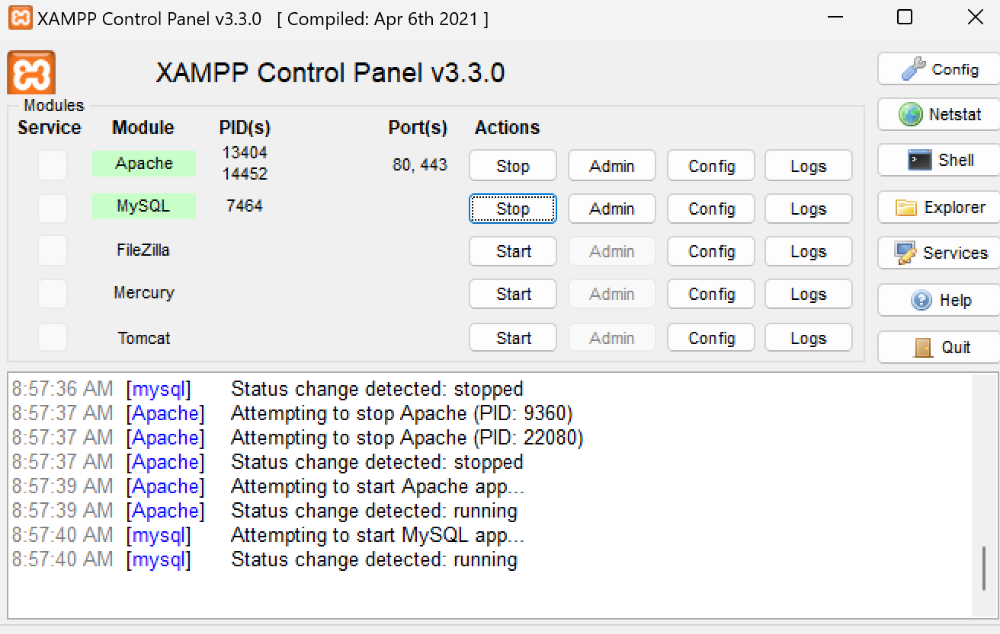 XAMPP Control Panel v3.3.0 [ Compiled: Apr 6th 2021 ]
XAMPP Control Panel v3.3.0
Config
Netstat
Shell
Explorer
Services
Help
Quit
Modules
Service Module PID(s) Port(s) Actions
Apache 13404 14452 80, 443 Stop Admin Config Logs
MySQL 7464 Stop Admin Config Logs
FileZilla Start Admin Config Logs
Mercury Start Admin Config Logs
Tomcat Start Admin Config Logs
8:57:36 AM [mysql] Status change detected: stopped
8:57:37 AM [Apache] Attempting to stop Apache (PID: 9360)
8:57:37 AM [Apache] Attempting to stop Apache (PID: 22080)
8:57:37 AM [Apache] Status change detected: stopped
8:57:39 AM [Apache] Attempting to start Apache app...
8:57:39 AM [Apache] Status change detected: running
8:57:40 AM [mysql] Attempting to start MySQL app...
8:57:40 AM [mysql] Status change detected: running